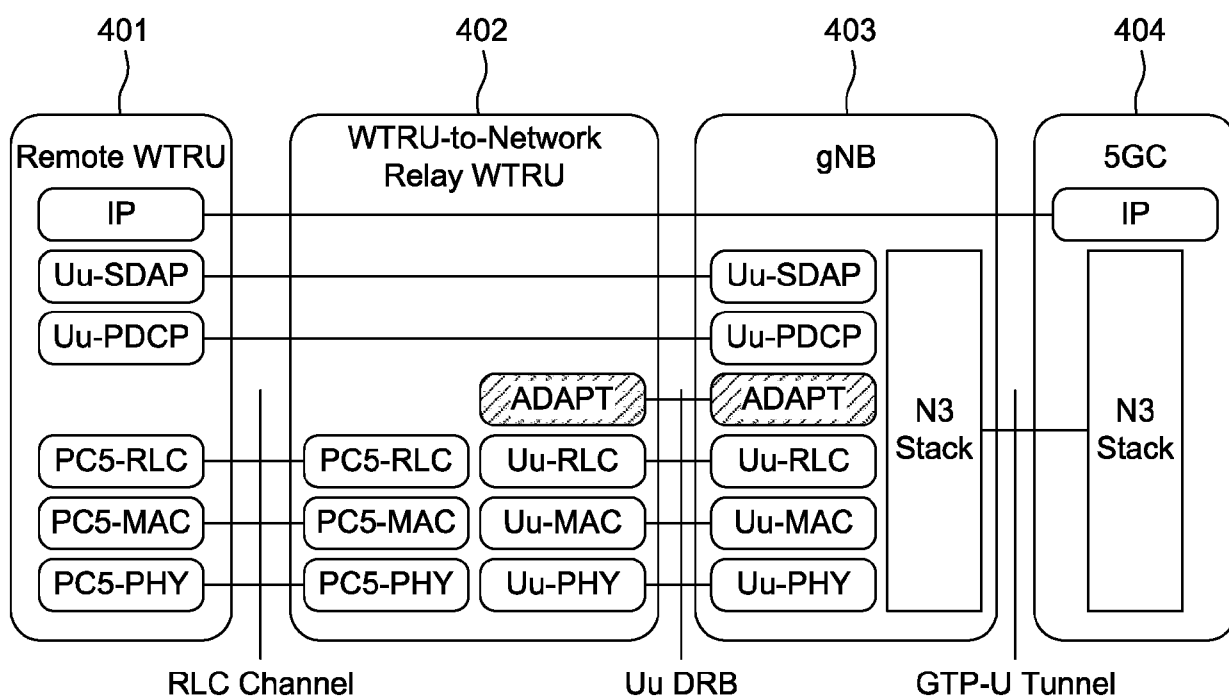 401 402 403 404
Remote WTRU WTRU-to-Network Relay WTRU gNB 5GC
IP IP
Uu-SDAP Uu-SDAP
Uu-PDCP Uu-PDCP
ADAPT ADAPT
N3 Stack N3 Stack
PC5-RLC PC5-RLC Uu-RLC Uu-RLC
PC5-MAC PC5-MAC Uu-MAC Uu-MAC
PC5-PHY PC5-PHY Uu-PHY Uu-PHY
RLC Channel Uu DRB GTP-U Tunnel